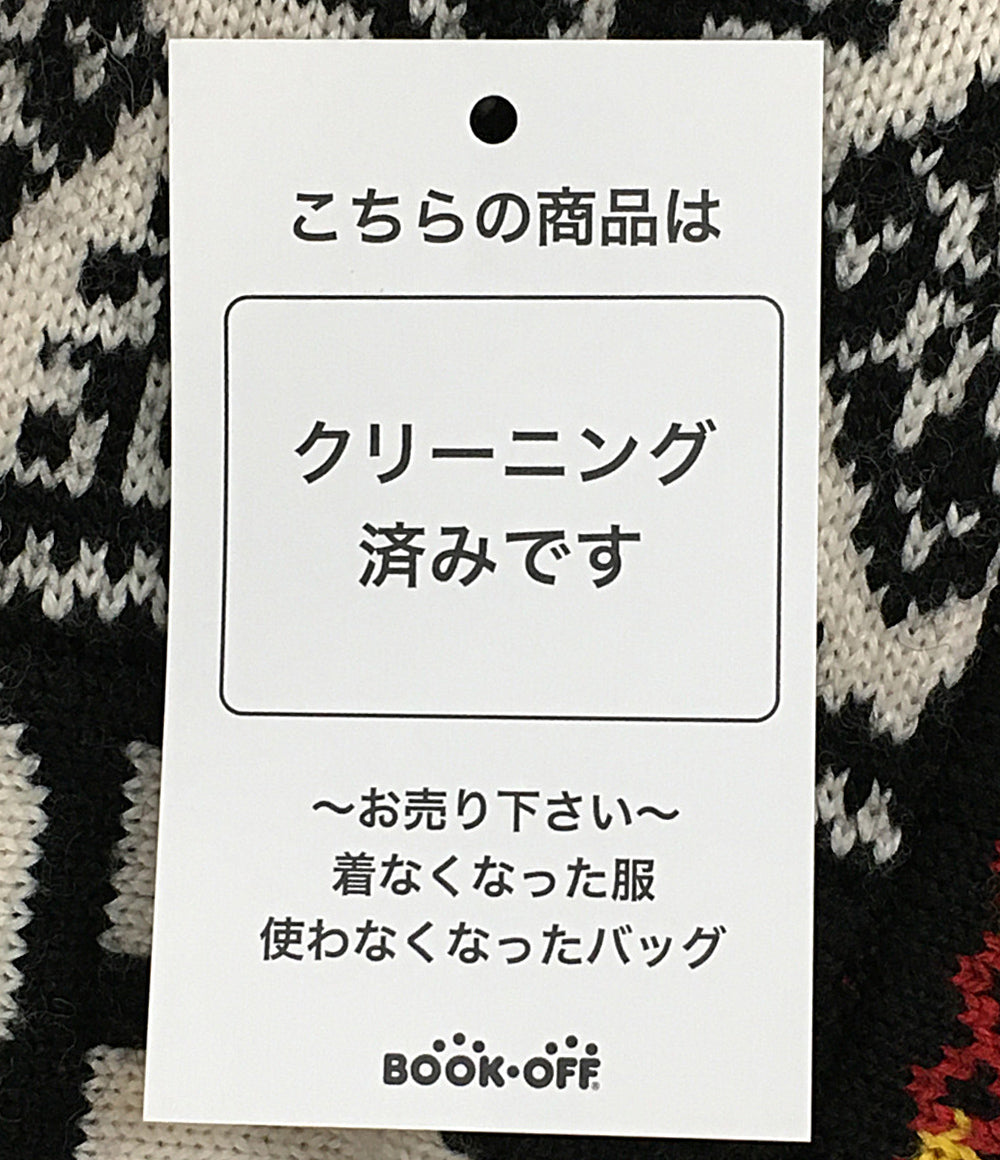 こちらの商品は
クリーニング
済みです
〜お売り下さい〜
着なくなった服
使わなくなったバッグ
BOOK・OFF®